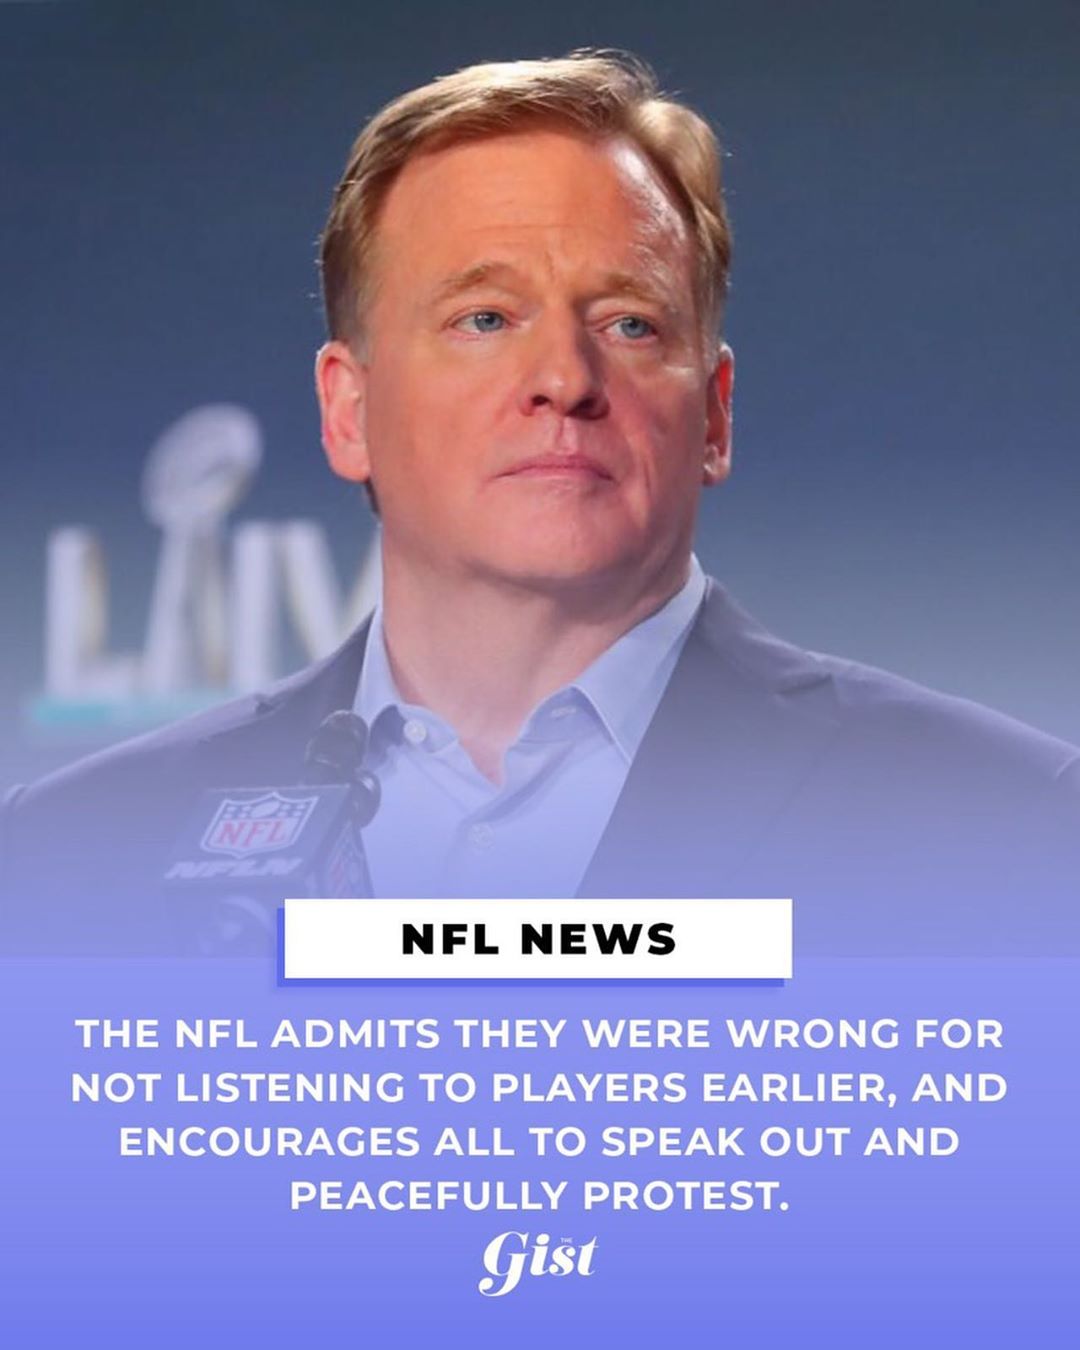 LIV
NFL
NFLN
NFL NEWS
THE NFL ADMITS THEY WERE WRONG FOR
NOT LISTENING TO PLAYERS EARLIER, AND
ENCOURAGES ALL TO SPEAK OUT AND
PEACEFULLY PROTEST.
THE
Gist